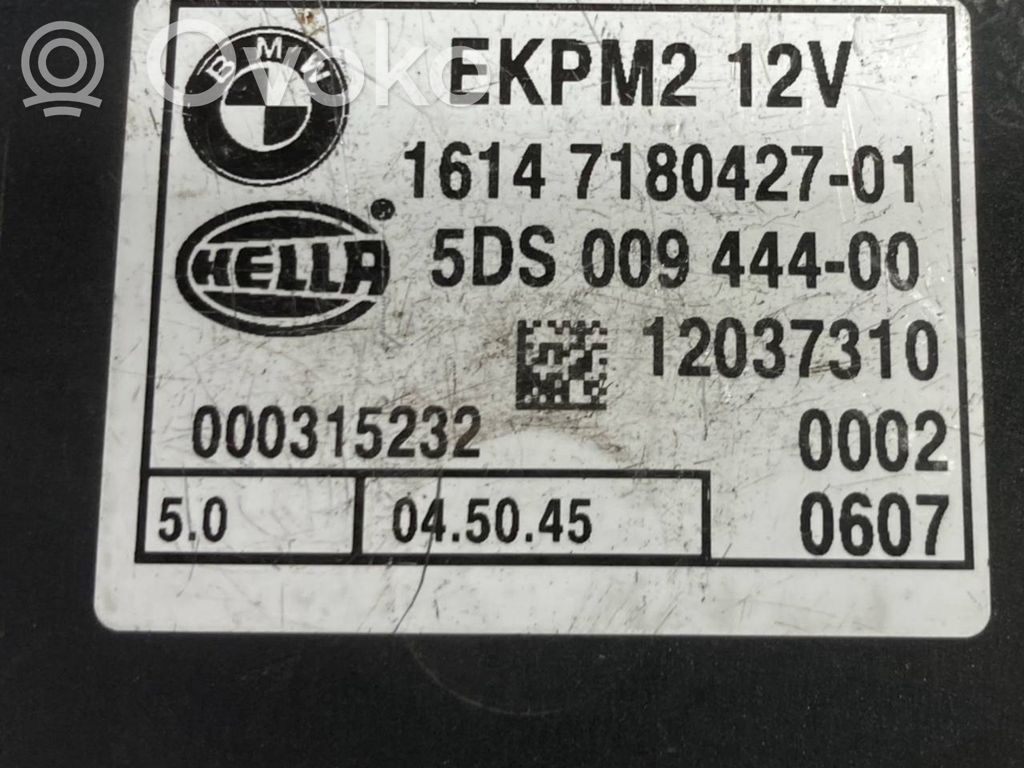 Ovoko
BMW
EKPM2 12V
1614 7180427-01
HELLA®
5DS 009 444-00
12037310
000315232
0002
5.0
04.50.45
0607